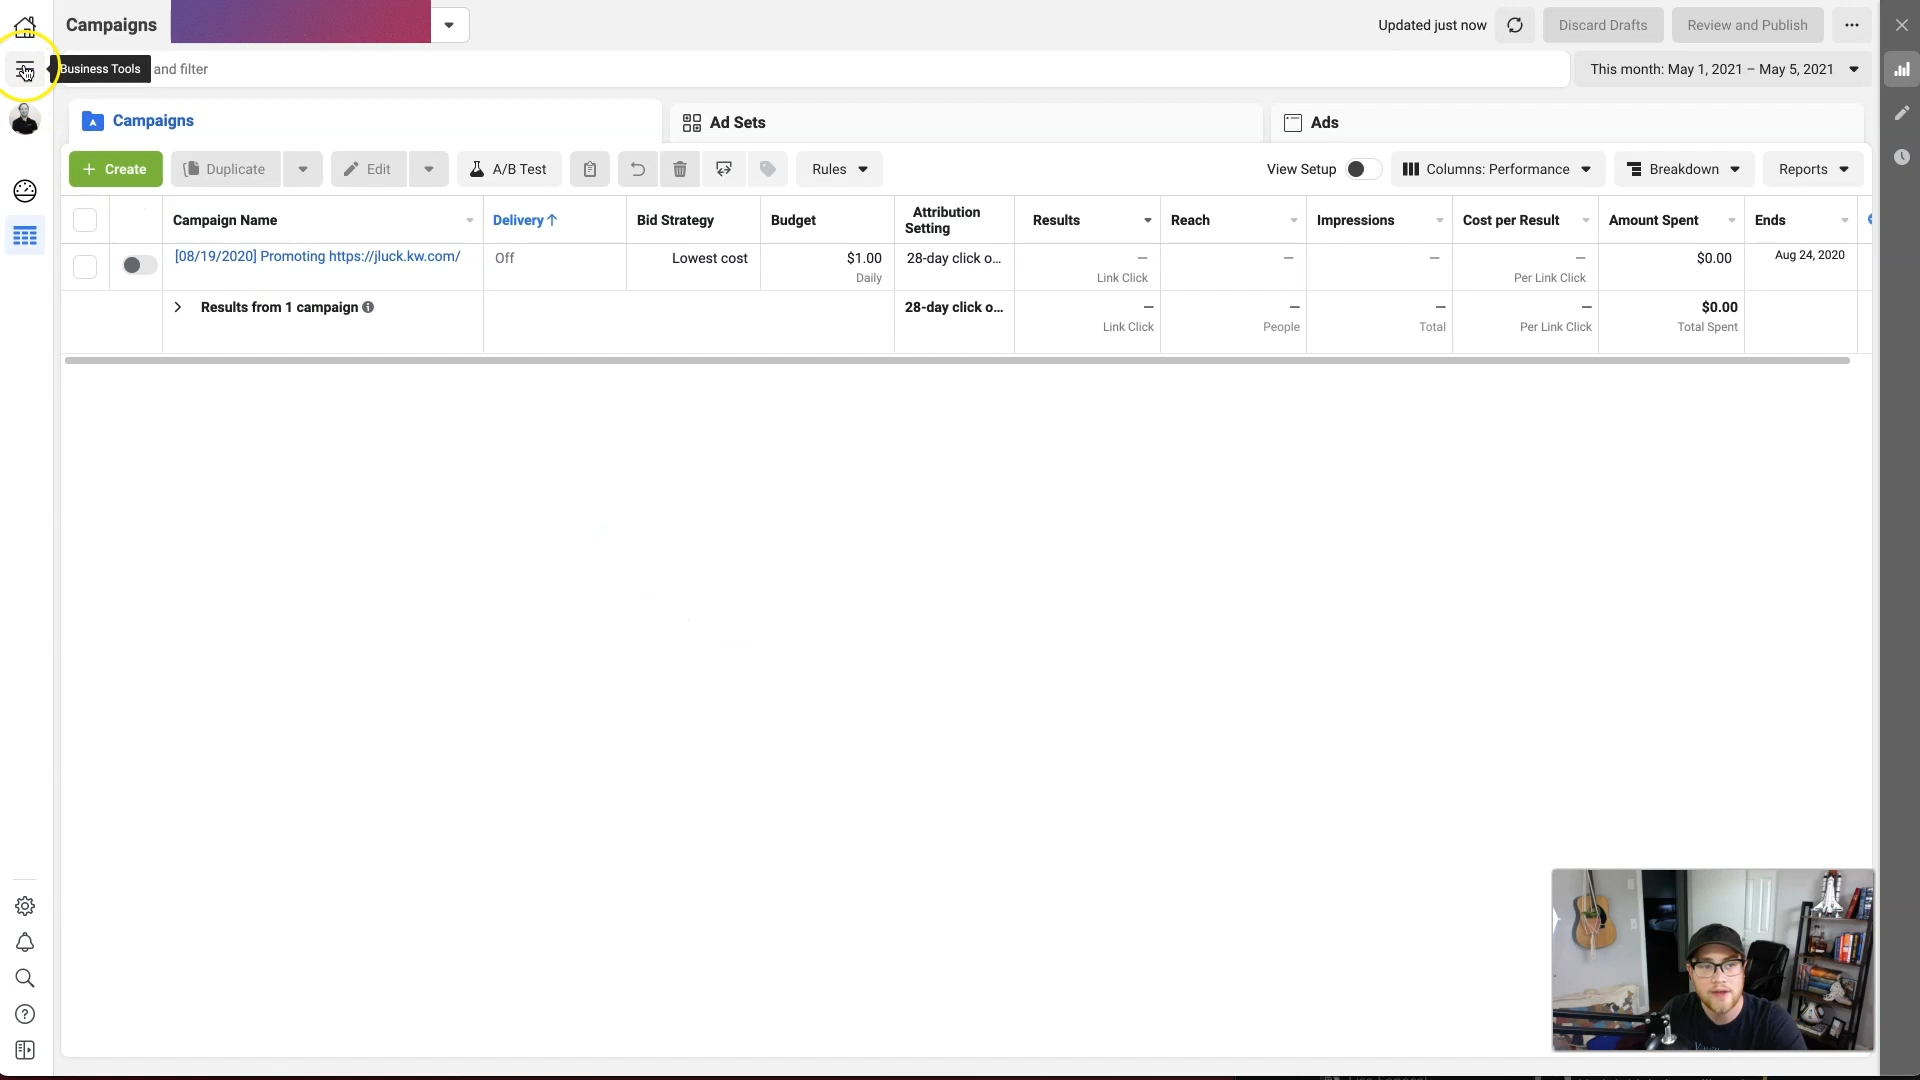 Campaigns
Updated just now
Discard Drafts
Review and Publish
Business Tools
and filter
This month: May 1, 2021 – May 5, 2021
Campaigns
Ad Sets
Ads
+ Create
Duplicate
Edit
A/B Test
Rules
View Setup
Columns: Performance
Breakdown
Reports
Campaign Name
Delivery ↑
Bid Strategy
Budget
Attribution
Setting
Results
Reach
Impressions
Cost per Result
Amount Spent
Ends
[08/19/2020] Promoting https://jluck.kw.com/
Off
Lowest cost
$1.00
Daily
28-day click o...
—
Link Click
—
—
—
Per Link Click
$0.00
Aug 24, 2020
Results from 1 campaign
28-day click o...
—
Link Click
—
People
—
Total
—
Per Link Click
$0.00
Total Spent